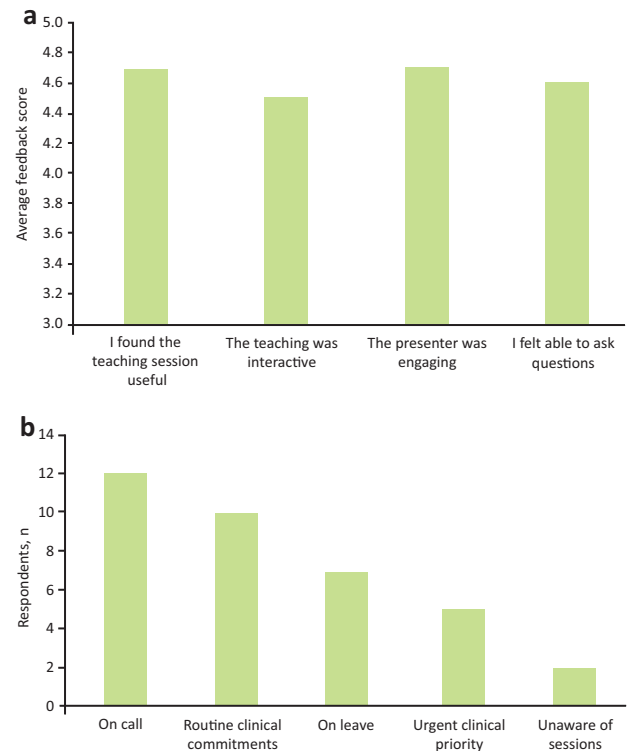 a
Average feedback score
5.0
4.8
4.6
4.4
4.2
4.0
3.8
3.6
3.4
3.2
3.0
I found the
teaching session
useful
The teaching was
interactive
The presenter was
engaging
I felt able to ask
questions
b
Respondents, n
14
12
10
8
6
4
2
0
On call
Routine clinical
commitments
On leave
Urgent clinical
priority
Unaware of
sessions